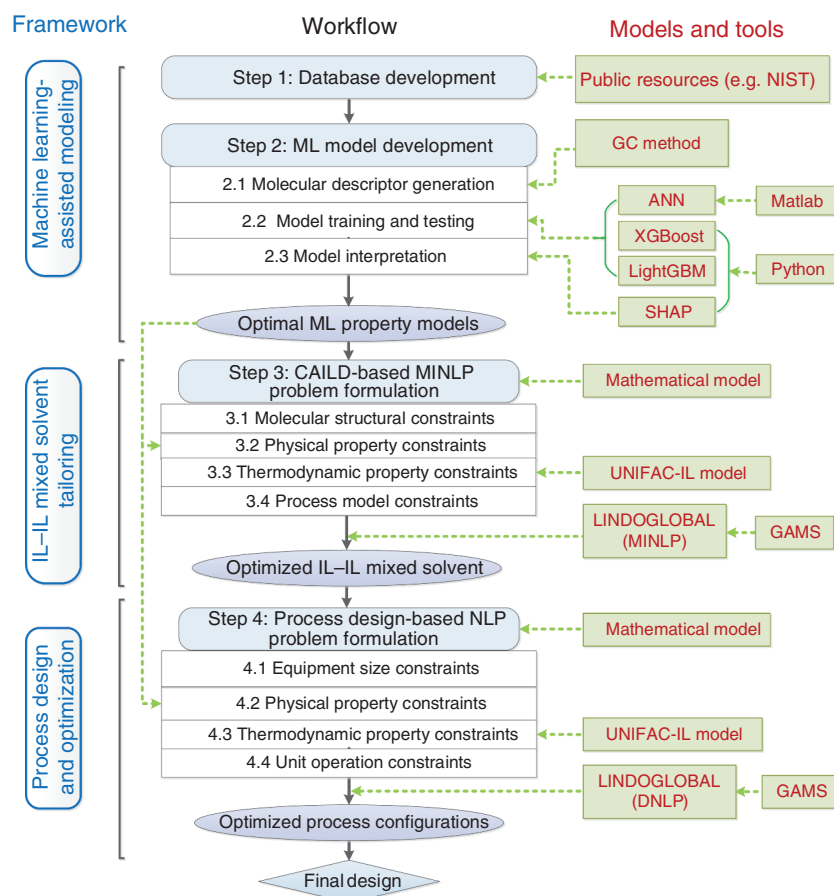 Framework
Workflow
Models and tools
Machine learning-
assisted modeling
Step 1: Database development
Public resources (e.g. NIST)
Step 2: ML model development
GC method
2.1 Molecular descriptor generation
2.2 Model training and testing
2.3 Model interpretation
ANN
Matlab
XGBoost
LightGBM
Python
SHAP
Optimal ML property models
IL–IL mixed solvent
tailoring
Step 3: CAILD-based MINLP
problem formulation
Mathematical model
3.1 Molecular structural constraints
3.2 Physical property constraints
3.3 Thermodynamic property constraints
UNIFAC-IL model
3.4 Process model constraints
LINDOGLOBAL
(MINLP)
GAMS
Optimized IL–IL mixed solvent
Process design
and optimization
Step 4: Process design-based NLP
problem formulation
Mathematical model
4.1 Equipment size constraints
4.2 Physical property constraints
4.3 Thermodynamic property constraints
UNIFAC-IL model
4.4 Unit operation constraints
LINDOGLOBAL
(DNLP)
GAMS
Optimized process configurations
Final design